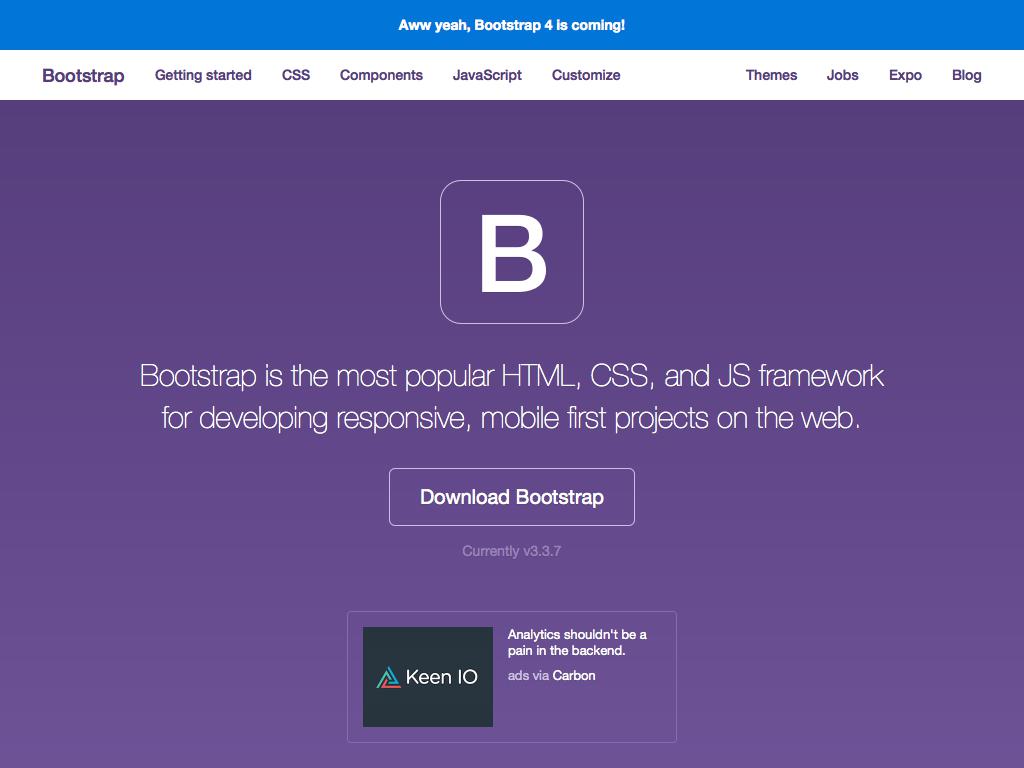 Aww yeah, Bootstrap 4 is coming!
Bootstrap Getting started CSS Components JavaScript Customize Themes Jobs Expo Blog
B
Bootstrap is the most popular HTML, CSS, and JS framework
for developing responsive, mobile first projects on the web.
Download Bootstrap
Currently v3.3.7
Keen IO
Analytics shouldn't be a
pain in the backend.
ads via Carbon